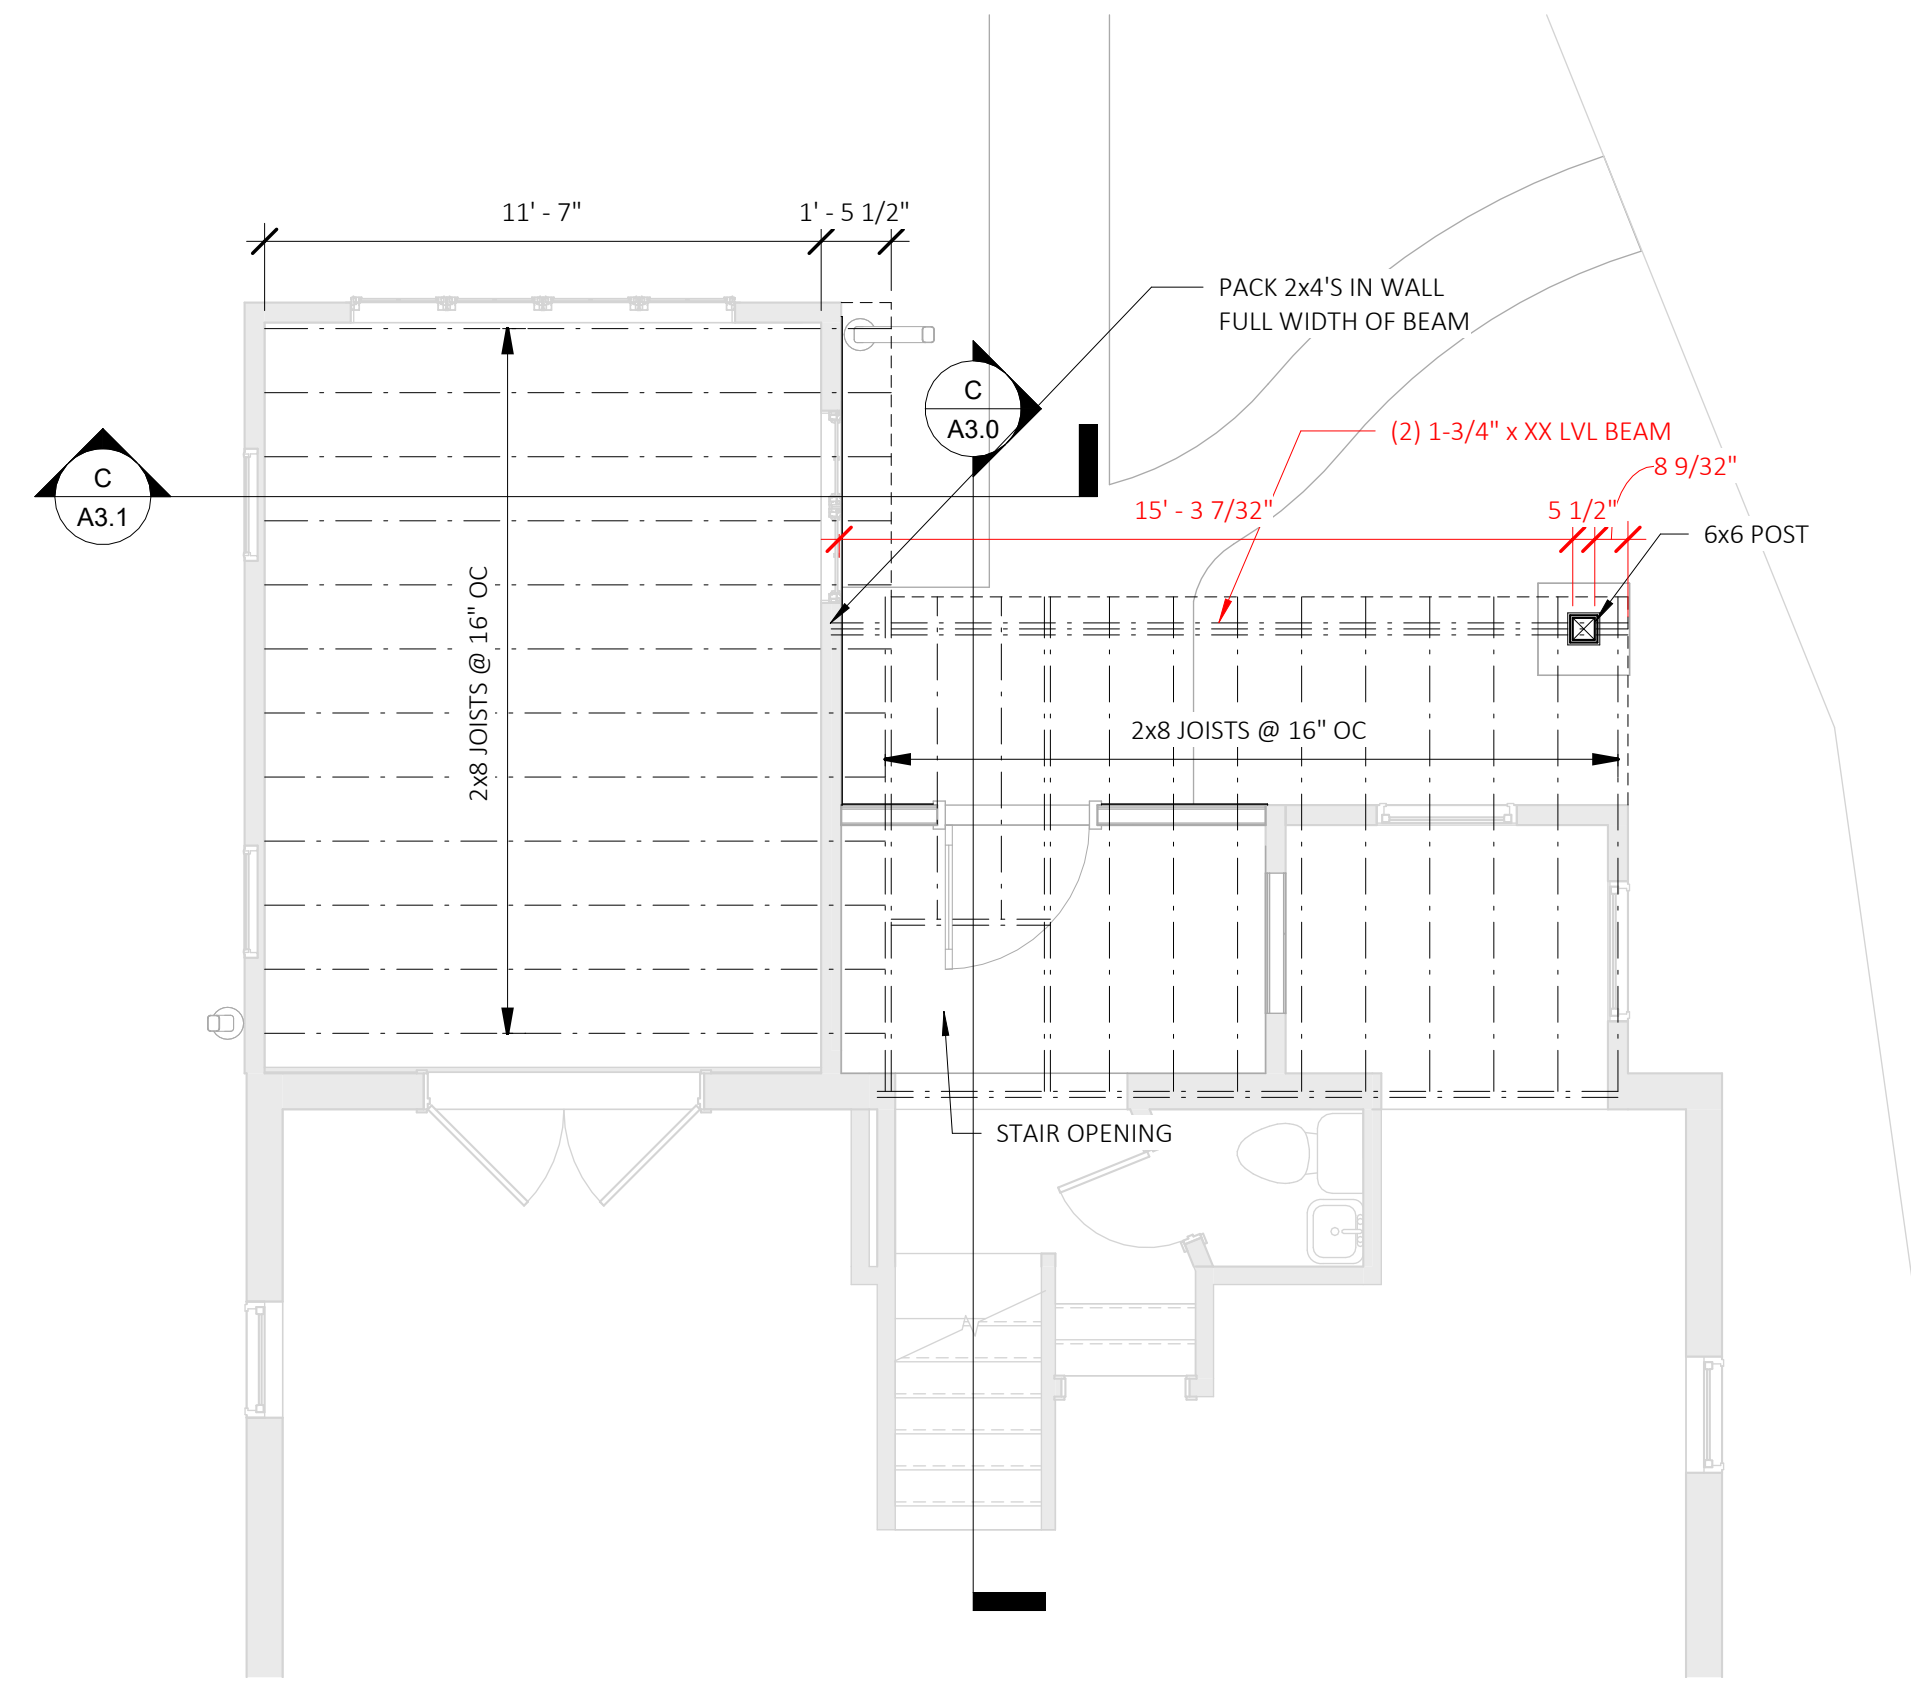 11' - 7"
1' - 5 1/2"
PACK 2x4'S IN WALL
FULL WIDTH OF BEAM
C
A3.0
(2) 1-3/4" x XX LVL BEAM
8 9/32"
C
A3.1
15' - 3 7/32"
5 1/2"
6x6 POST
2x8 JOISTS @ 16" OC
2x8 JOISTS @ 16" OC
STAIR OPENING